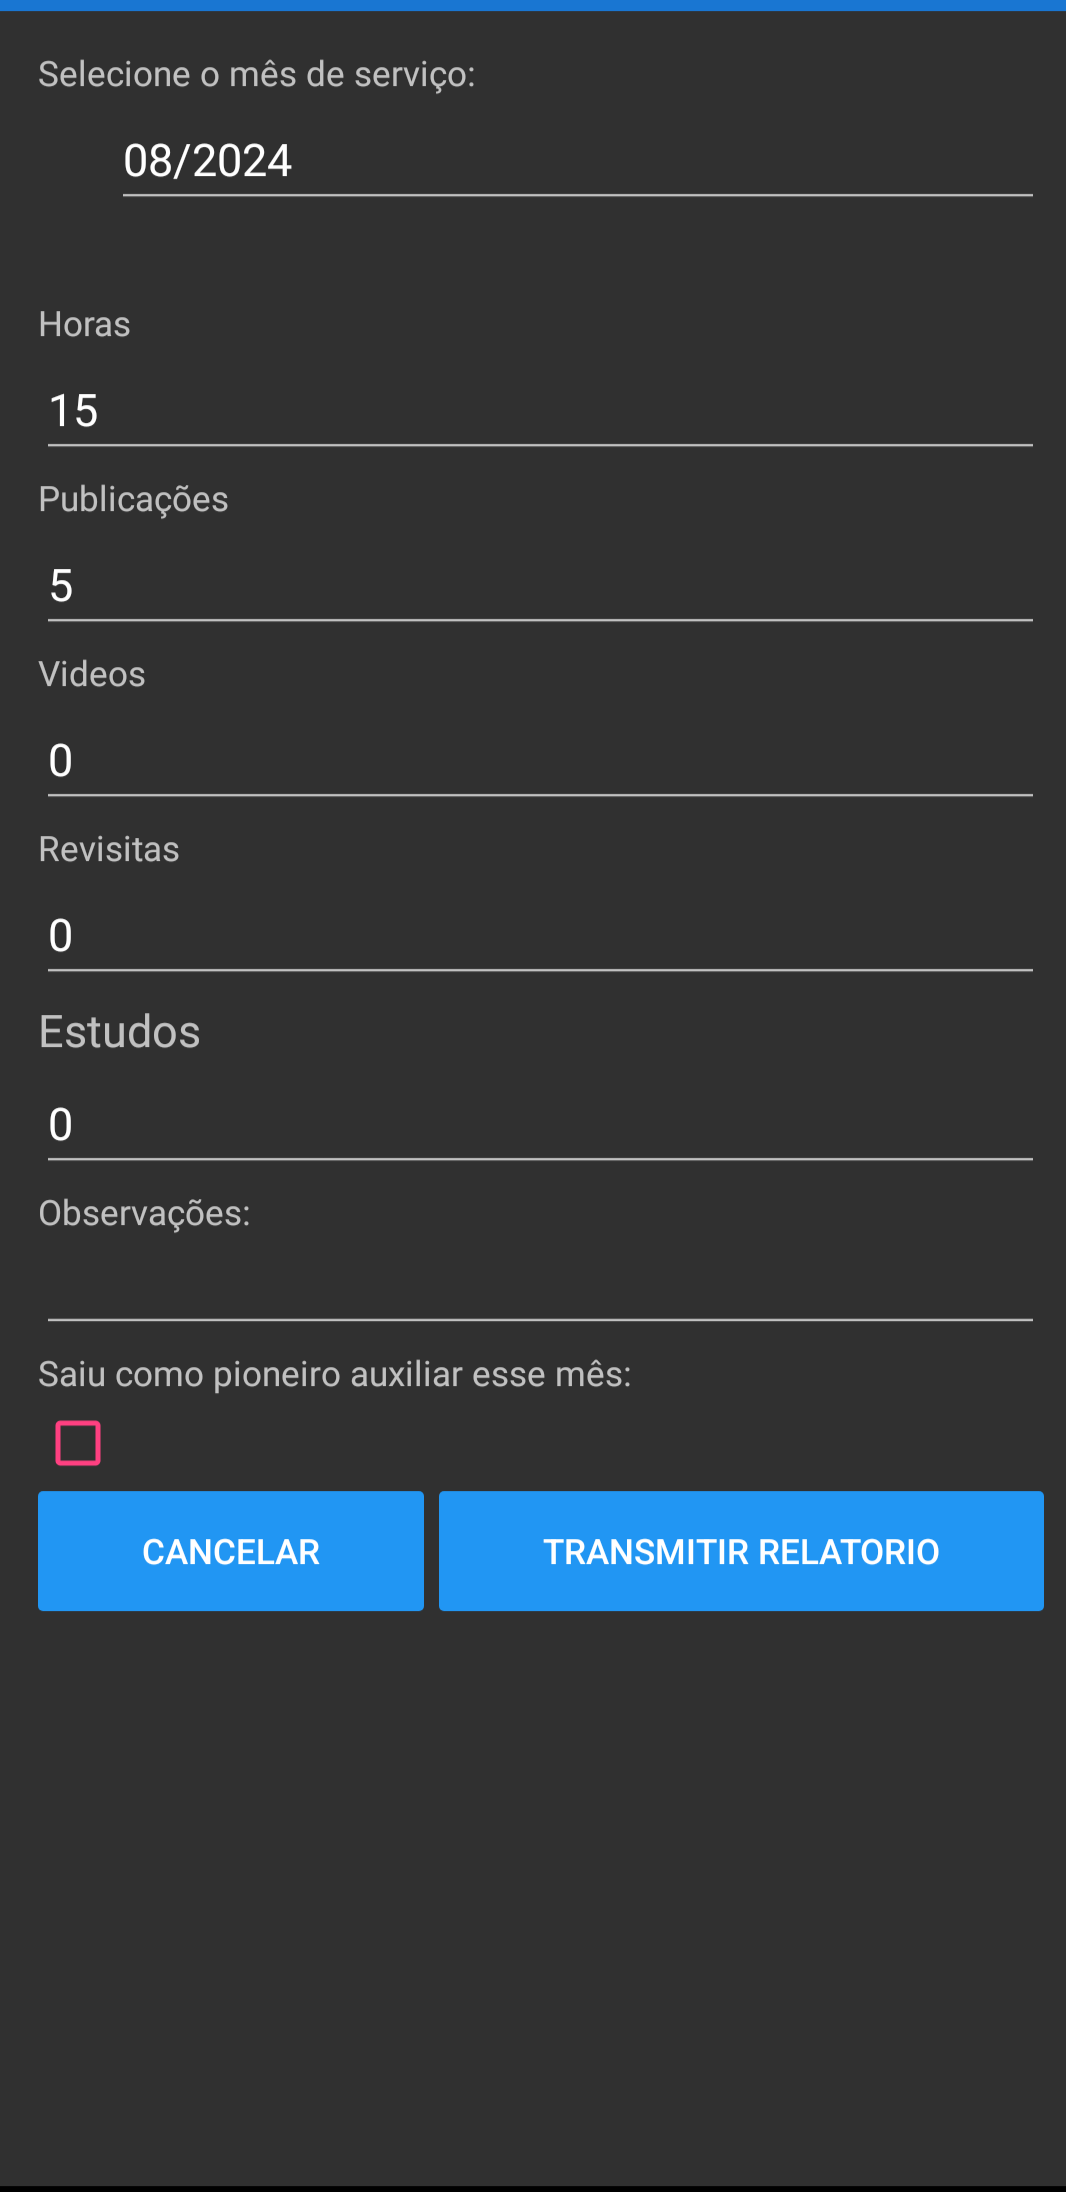 Selecione o mês de serviço:
08/2024
Horas
15
Publicações
5
Videos
0
Revisitas
0
Estudos
0
Observações:
Saiu como pioneiro auxiliar esse mês:
CANCELAR
TRANSMITIR RELATORIO